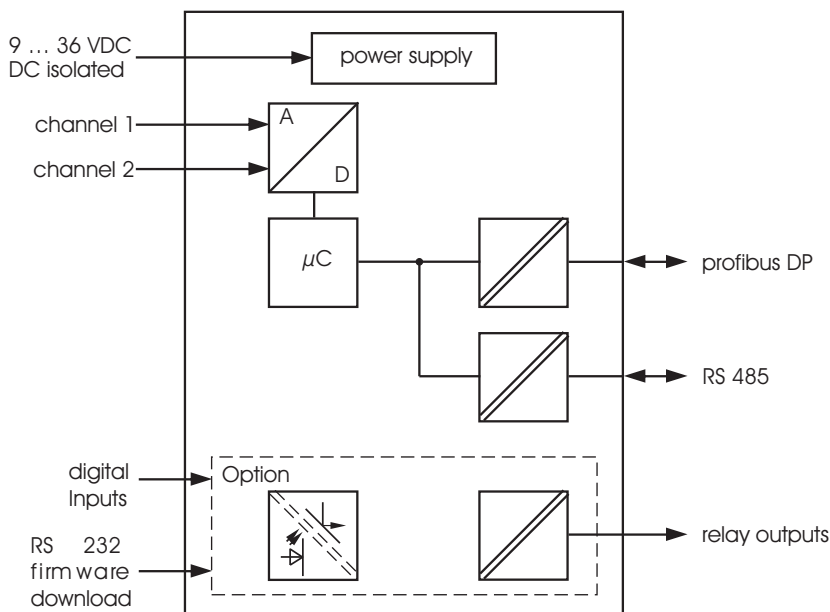 9 ... 36 VDC
DC isolated
power supply
channel 1
channel 2
A
D
µC
profibus DP
RS 485
digital
Inputs
Option
RS 232
firmware
download
relay outputs